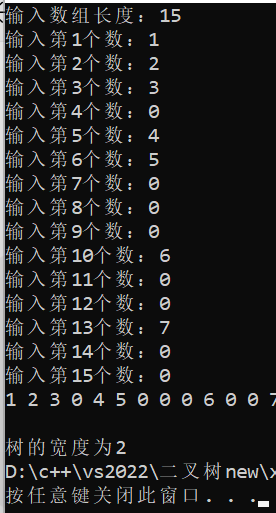 输入数组长度：15
输入第1个数：1
输入第2个数：2
输入第3个数：3
输入第4个数：0
输入第5个数：4
输入第6个数：5
输入第7个数：0
输入第8个数：0
输入第9个数：0
输入第10个数：6
输入第11个数：0
输入第12个数：0
输入第13个数：7
输入第14个数：0
输入第15个数：0
1 2 3 0 4 5 0 0 0 6 0 0 7
树的宽度为2
D:\c++\vs2022\二叉树new\x
按任意键关闭此窗口. . .